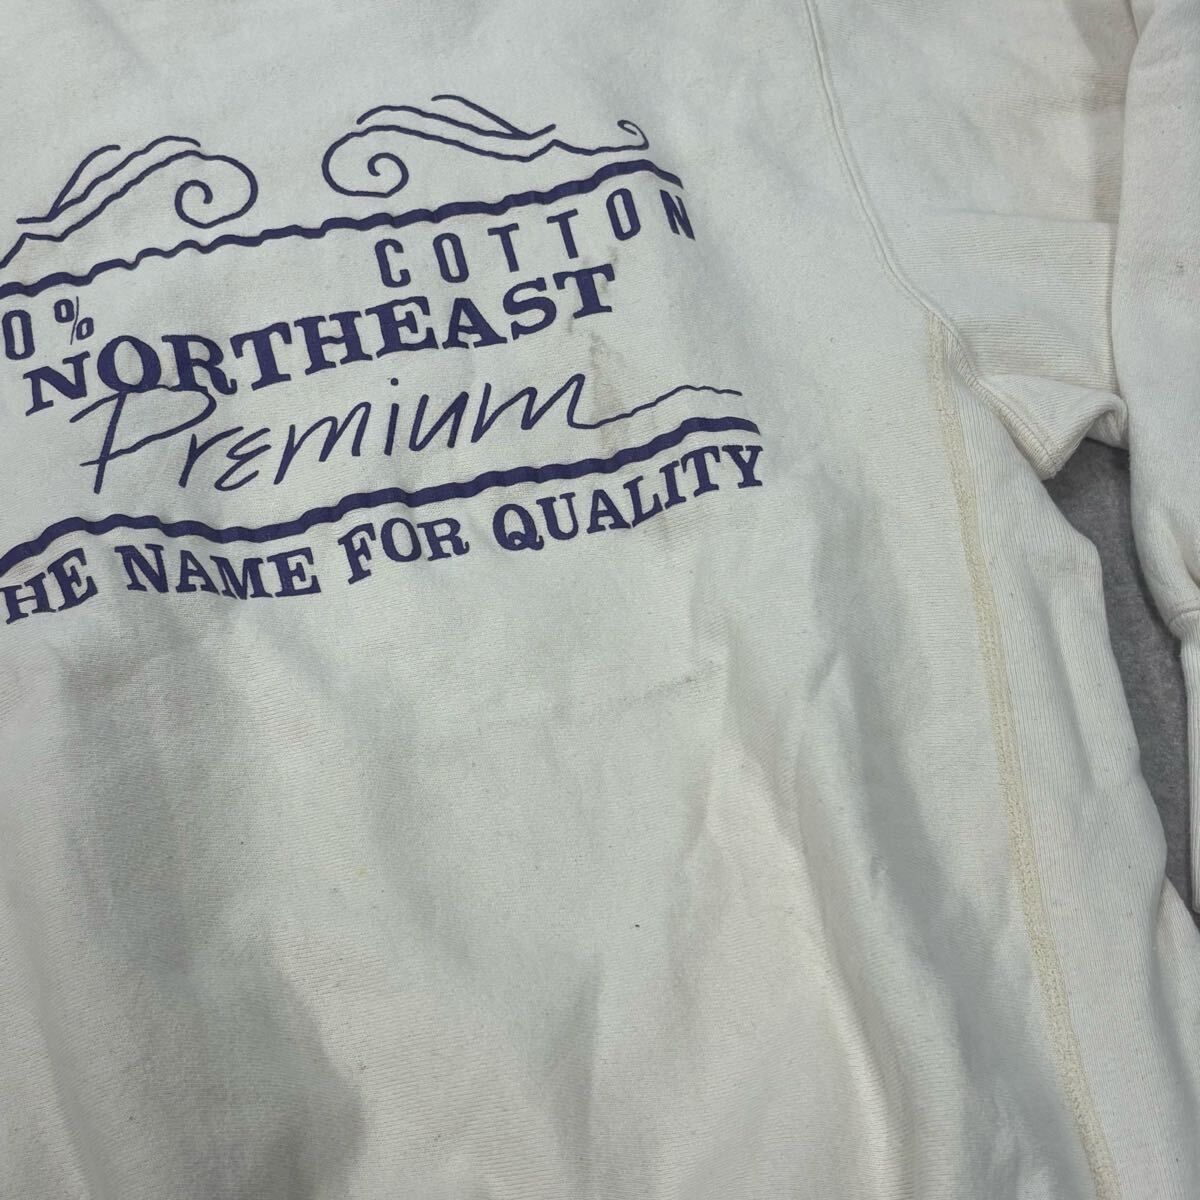 0% COTTON
NORTHEAST
Premium
HE NAME FOR QUALITY